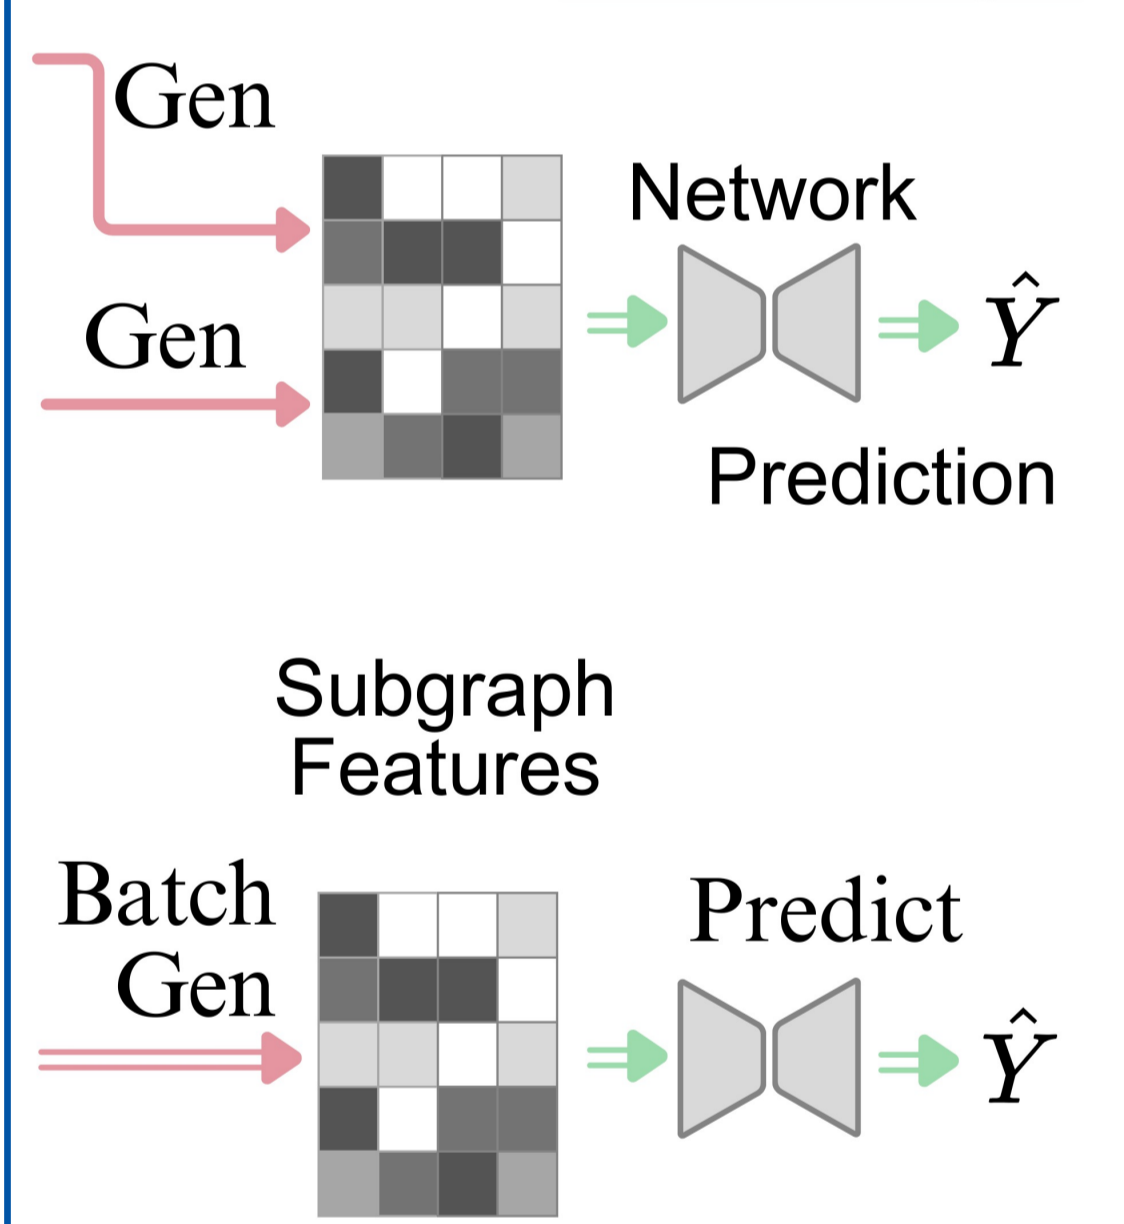 Gen
Network
Gen
Ŷ
Prediction
Subgraph
Features
Batch
Gen
Predict
Ŷ